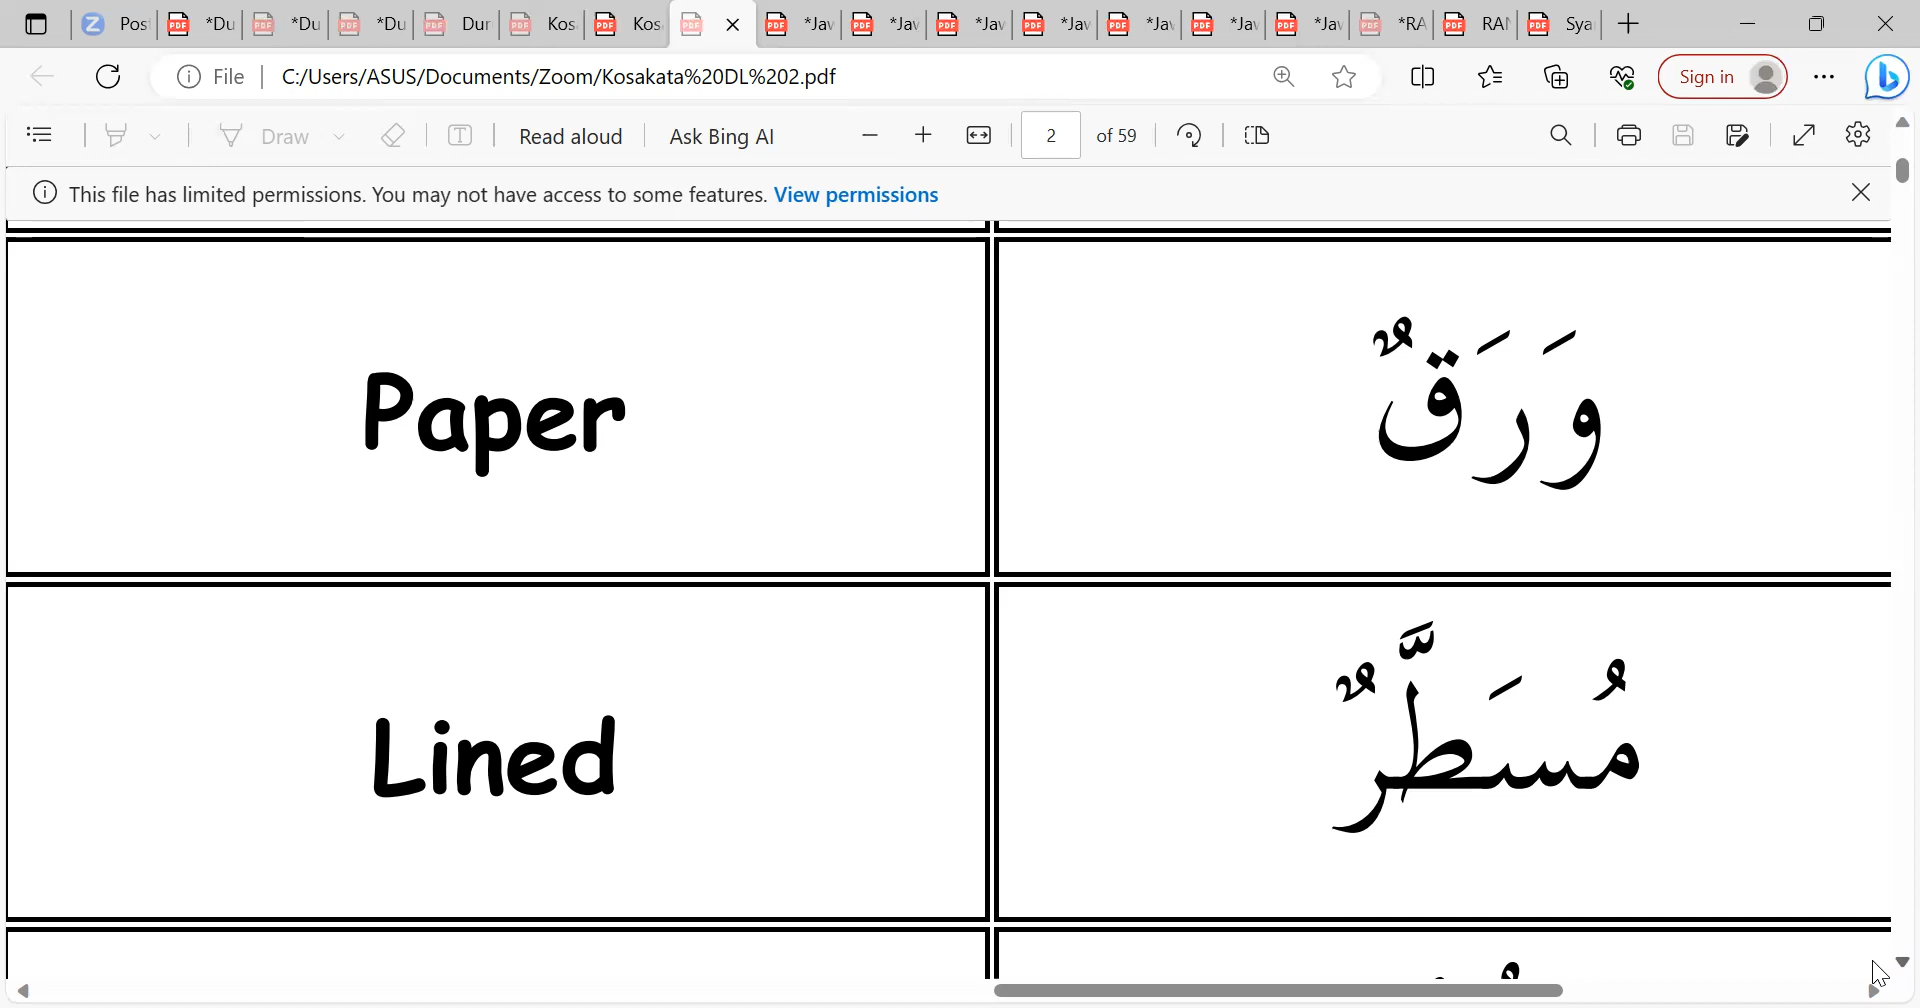 Post
*Du
*Du
*Du
Dur
Kos
Kos
*Jav
*Jav
*Jav
*Jav
*Jav
*Jav
*Jav
*RA
RAN
Sya
File
C:/Users/ASUS/Documents/Zoom/Kosakata%20DL%202.pdf
Sign in
Draw
Read aloud
Ask Bing AI
2 of 59
This file has limited permissions. You may not have access to some features. View permissions
Paper
وَرَقٌ
Lined
مُسَطَّرٌ